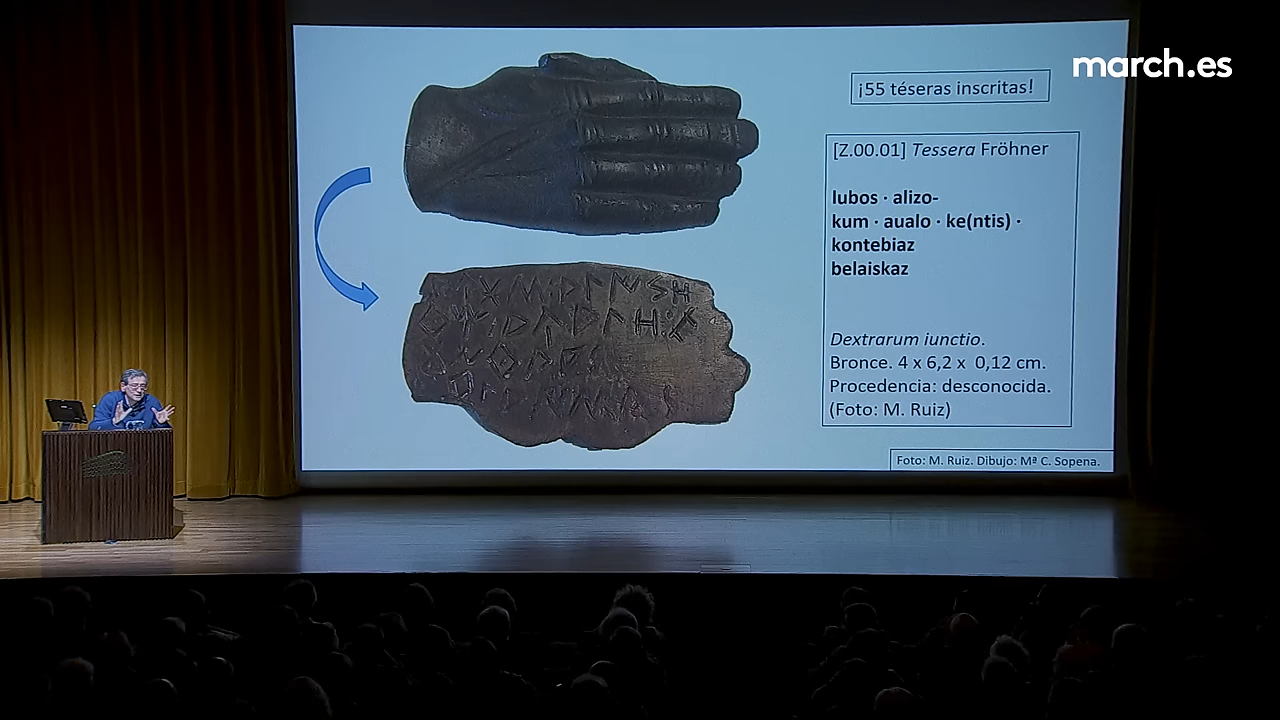 march.es
¡55 téseras inscritas!
[Z.00.01] Tessera Fröhner
lubos · alizo-
kum · aualo · ke(ntis) ·
kontebiaz
belaiskaz
Dextrarum iunctio.
Bronce. 4 x 6,2 x 0,12 cm.
Procedencia: desconocida.
(Foto: M. Ruiz)
Foto: M. Ruiz. Dibujo: Mª C. Sopena.